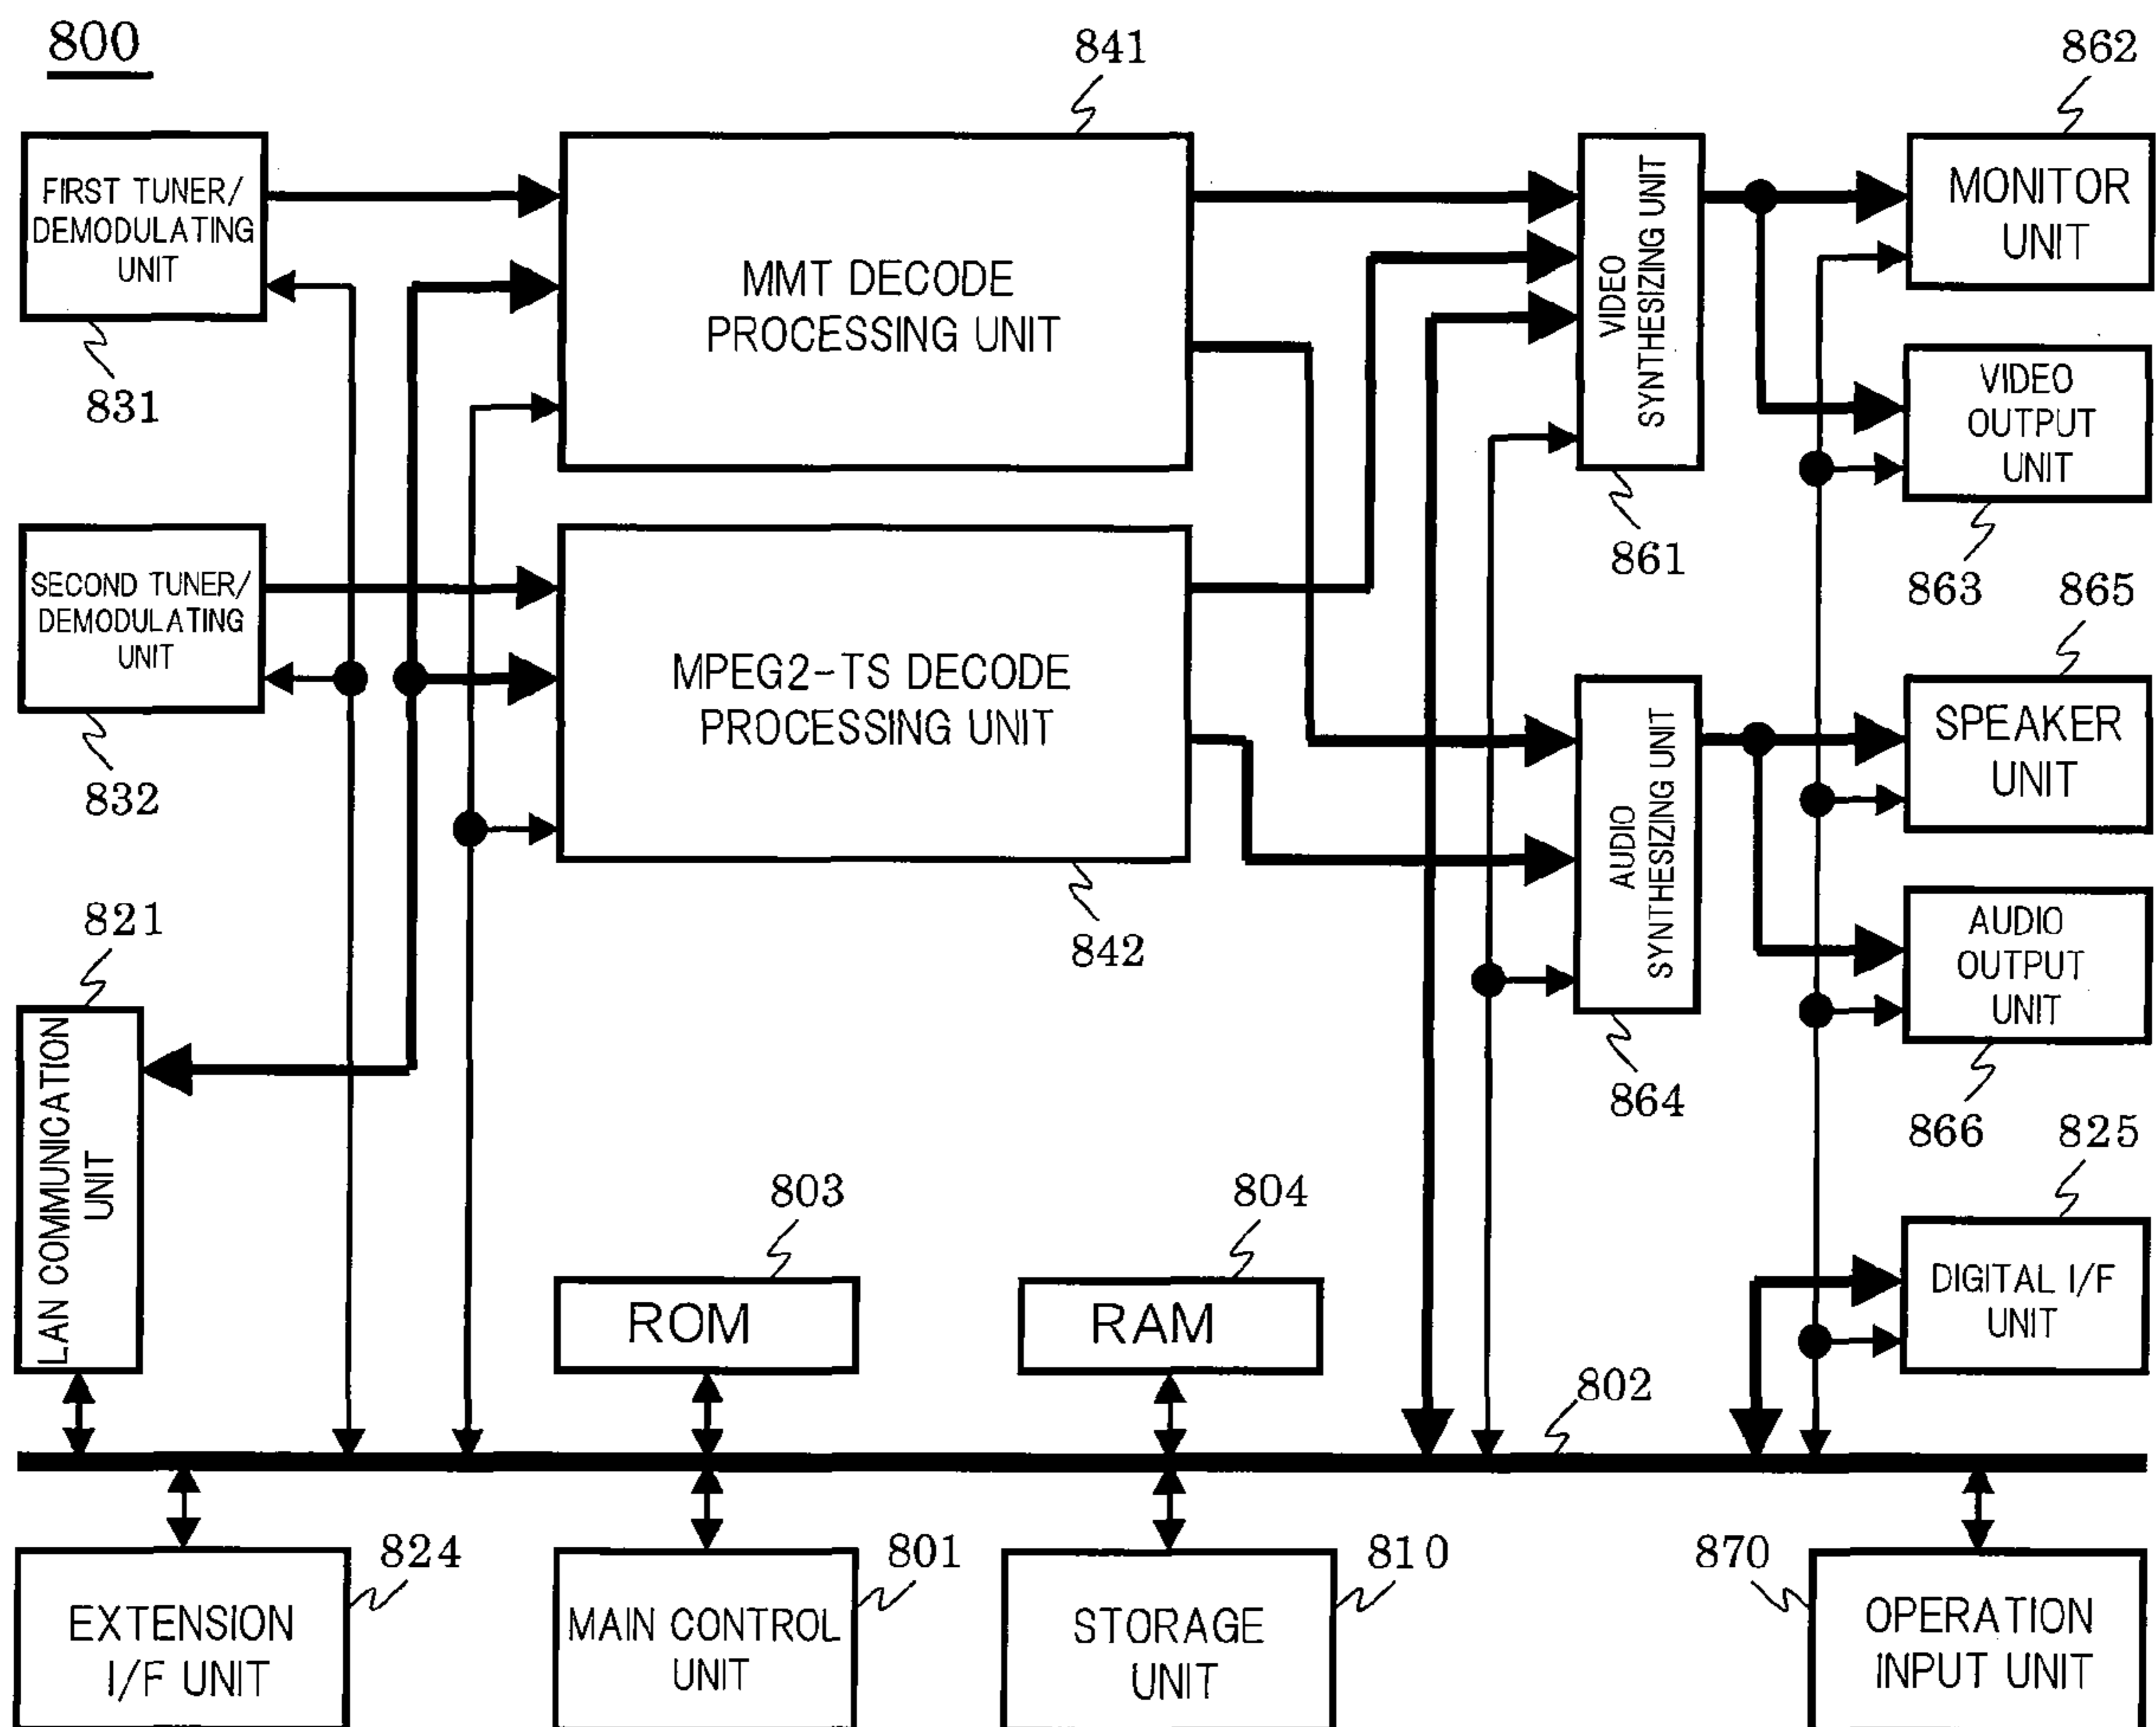 800
841
862
FIRST TUNER/
DEMODULATING
UNIT
831
MMT DECODE
PROCESSING UNIT
VIDEO
SYNTHESIZING UNIT
861
MONITOR
UNIT
VIDEO
OUTPUT
UNIT
863
865
SECOND TUNER/
DEMODULATING
UNIT
832
MPEG2-TS DECODE
PROCESSING UNIT
842
AUDIO
SYNTHESIZING UNIT
864
SPEAKER
UNIT
AUDIO
OUTPUT
UNIT
866
825
821
LAN COMMUNICATION
UNIT
803
ROM
804
RAM
DIGITAL I/F
UNIT
802
824
EXTENSION
I/F UNIT
801
MAIN CONTROL
UNIT
810
STORAGE
UNIT
870
OPERATION
INPUT UNIT